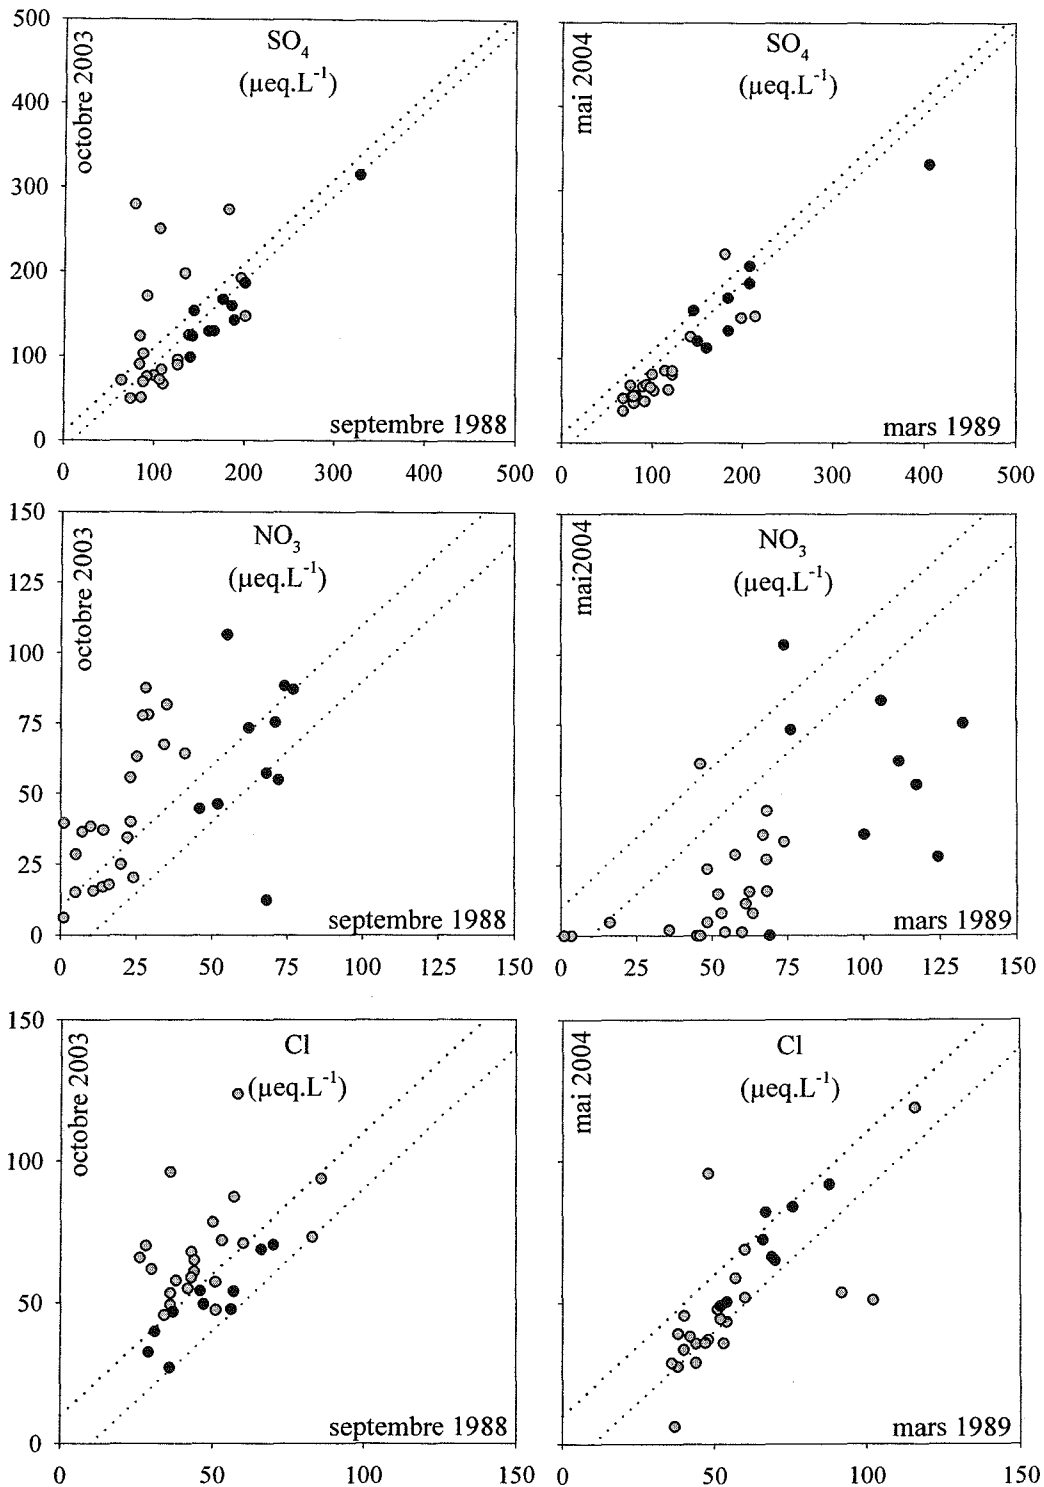 500
400
300
200
100
0
octobre 2003
SO4
(µeq.L-1)
septembre 1988
0 100 200 300 400 500
mai 2004
SO4
(µeq.L-1)
mars 1989
0 100 200 300 400 500
150
125
100
75
50
25
0
octobre 2003
NO3
(µeq.L-1)
septembre 1988
0 25 50 75 100 125 150
mai2004
NO3
(µeq.L-1)
mars 1989
0 25 50 75 100 125 150
150
100
50
0
octobre 2003
Cl
(µeq.L-1)
septembre 1988
0 50 100 150
mai 2004
Cl
(µeq.L-1)
mars 1989
0 50 100 150